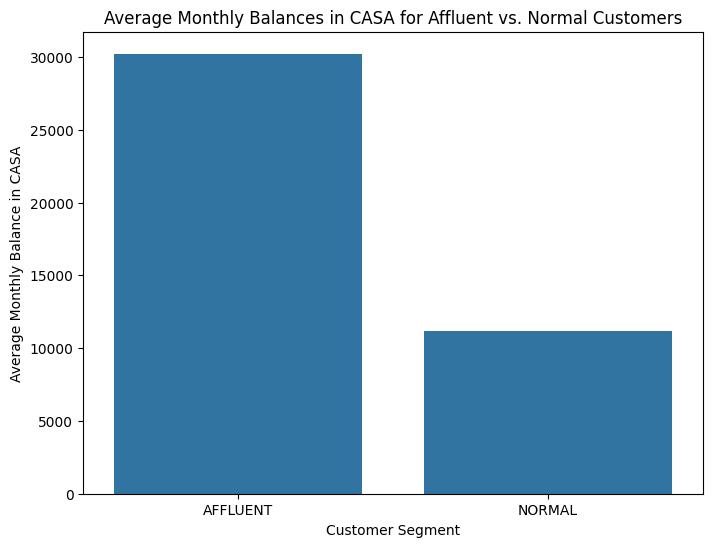 Average Monthly Balances in CASA for Affluent vs. Normal Customers
Average Monthly Balance in CASA
30000
25000
20000
15000
10000
5000
0
AFFLUENT
NORMAL
Customer Segment